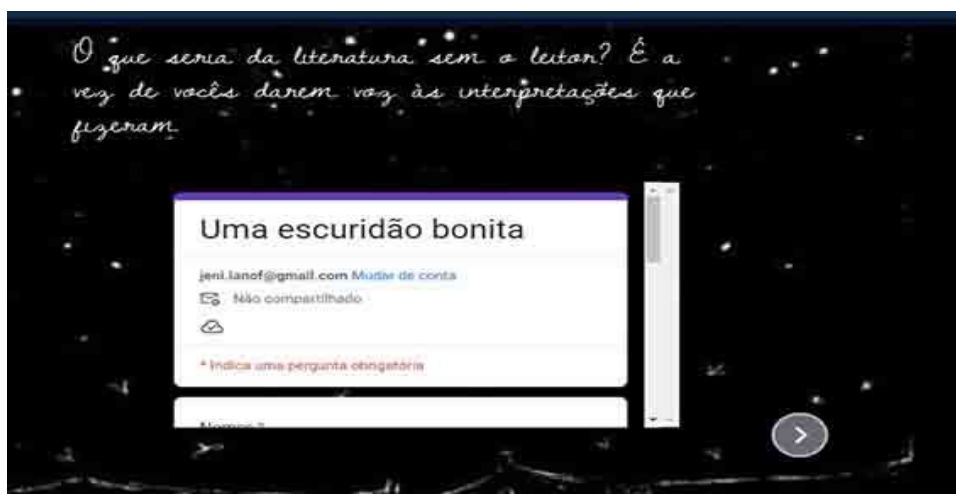 O que seria da literatura sem o leitor? É a
vez de vocês darem voz às interpretações que
fizeram
Uma escuridão bonita
jeni.lanof@gmail.com Mudar de conta
Não compartilhado
* Indica uma pergunta obrigatória